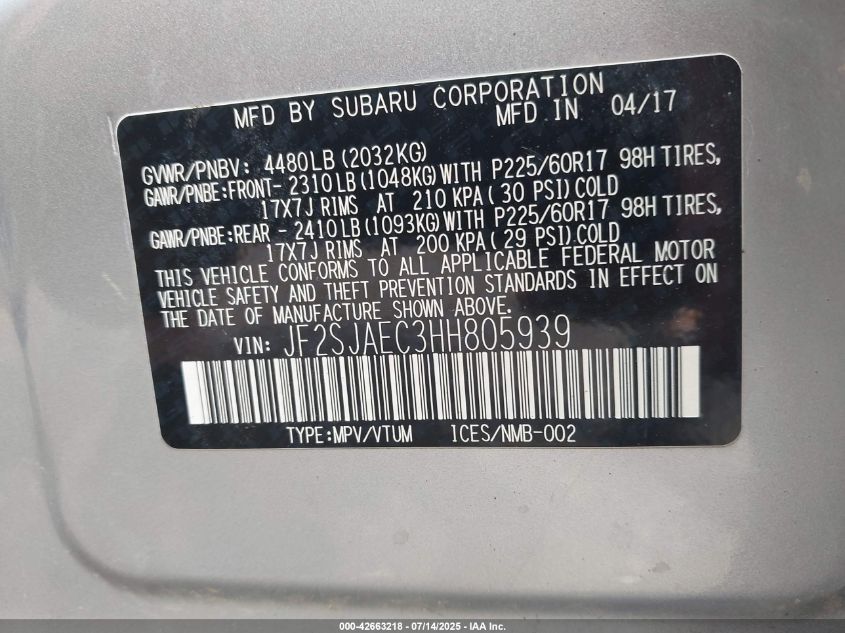 MFD BY SUBARU CORPORATION
MFD IN 04/17
GVWR/PNBV: 4480LB (2032KG)
GAWR/PNBE:FRONT- 2310LB (1048KG) WITH P225/60R17 98H TIRES,
17X7J RIMS AT 210 KPA ( 30 PSI) COLD
GAWR/PNBE:REAR - 2410LB (1093KG) WITH P225/60R17 98H TIRES,
17X7J RIMS AT 200 KPA ( 29 PSI) COLD
THIS VEHICLE CONFORMS TO ALL APPLICABLE FEDERAL MOTOR
VEHICLE SAFETY AND THEFT PREVENTION STANDARDS IN EFFECT ON
THE DATE OF MANUFACTURE SHOWN ABOVE.
VIN: JF2SJAEC3HH805939
TYPE:MPV/VTUM ICES/NMB-002
000-42663218 - 07/14/2025 - IAA Inc.